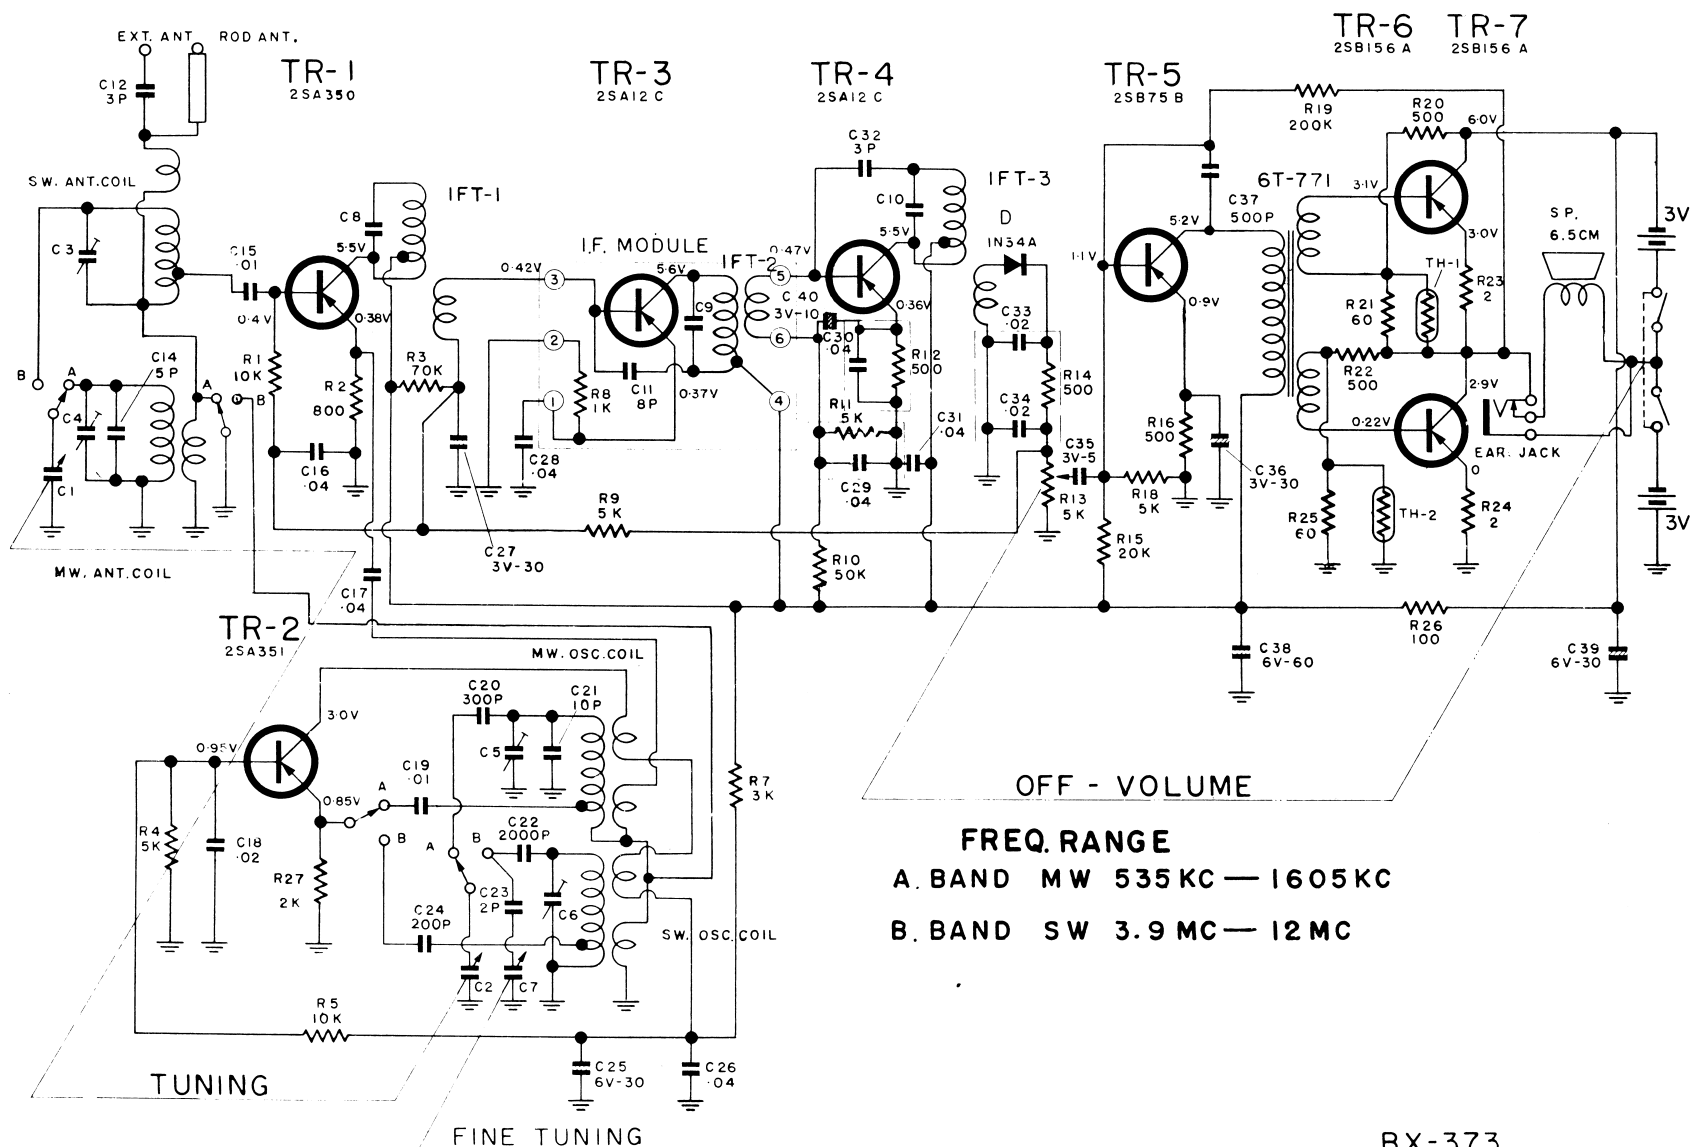 TR-6 TR-7
2SB156A 2SB156A
EXT. ANT ROD ANT.
TR-1
2SA350
TR-3
2SA12C
TR-4
2SA12C
TR-5
2SB75B
C12
3P
R19
200K
R20
500
6.0V
C32
3P
SW. ANT.COIL
IFT-1
C8
C10
IFT-3
D
1N34A
C37
500P
6T-771
3.1V
3V
SP.
6.5CM
C3
C15
.01
5.5V
I.F. MODULE
IFT-2
0.47V
5.5V
5.2V
3.0V
1.1V
TH-1
0.42V
3
5.6V
5
C9
C40
3V-10
0.36V
0.9V
R23
2
0.4V
0.38V
C33
.02
R21
60
2
6
C30
.04
R12
500
R1
10K
C14
5P
R3
70K
R22
500
B A
A
B
C4
R2
800
R8
1K
C11
8P
0.37V
R14
500
2.9V
1
4
C34
.02
R11
5K
C31
.04
R16
500
0.22V
C1
C16
.04
C28
.04
C29
.04
C35
3V-5
C36
3V-30
0
EAR. JACK
R9
5K
R13
5K
R18
5K
R25
60
TH-2
R24
2
3V
C27
3V-30
R10
50K
R15
20K
MW. ANT.COIL
C17
.04
TR-2
2SA351
R26
100
C38
6V-60
C39
6V-30
MW. OSC.COIL
C20
300P
C21
10P
3.0V
0.95V
C5
C19
.01
A
R7
3K
OFF - VOLUME
0.85V
R4
5K
C18
.02
B
A
B
C22
2000P
FREQ. RANGE
R27
2K
C23
2P
C6
A. BAND MW 535KC — 1605KC
C24
200P
SW. OSC. COIL
B. BAND SW 3.9MC — 12MC
C2
C7
R5
10K
C25
6V-30
C26
.04
TUNING
FINE TUNING